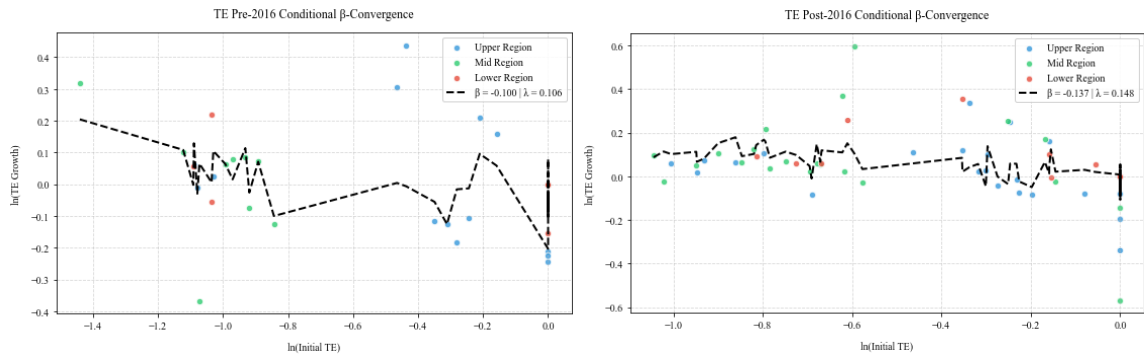 TE Pre-2016 Conditional β-Convergence
Upper Region
Mid Region
Lower Region
β = -0.100 | λ = 0.106
ln(TE Growth)
0.4
0.3
0.2
0.1
0.0
−0.1
−0.2
−0.3
−0.4
−1.4
−1.2
−1.0
−0.8
−0.6
−0.4
−0.2
0.0
ln(Initial TE)
TE Post-2016 Conditional β-Convergence
Upper Region
Mid Region
Lower Region
β = -0.137 | λ = 0.148
ln(TE Growth)
0.6
0.4
0.2
0.0
−0.2
−0.4
−0.6
−1.0
−0.8
−0.6
−0.4
−0.2
0.0
ln(Initial TE)